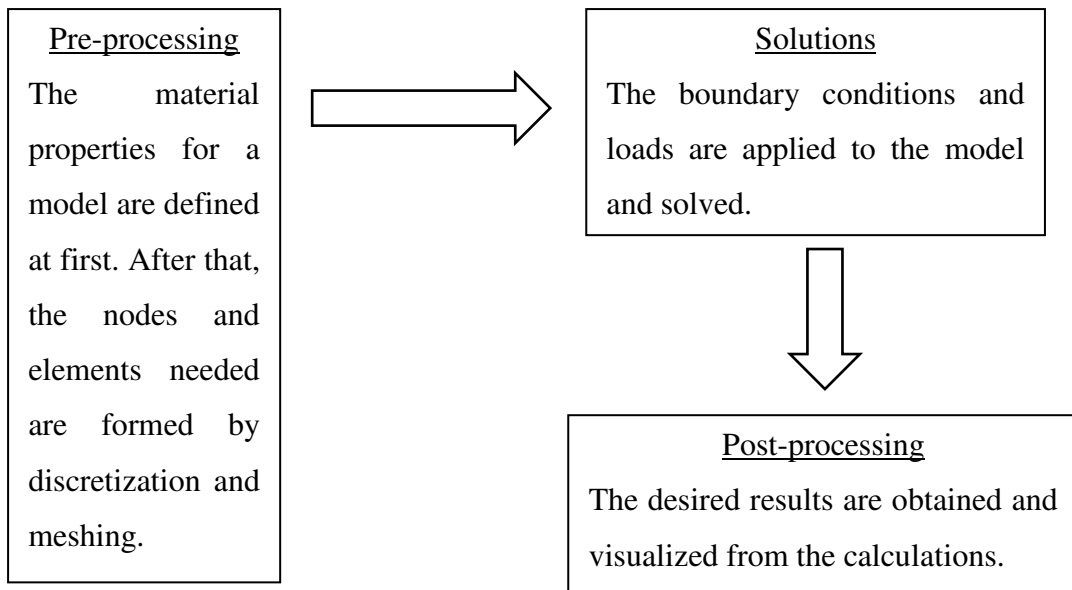 Pre-processing
The material
properties for a
model are defined
at first. After that,
the nodes and
elements needed
are formed by
discretization and
meshing.
Solutions
The boundary conditions and
loads are applied to the model
and solved.
Post-processing
The desired results are obtained and
visualized from the calculations.